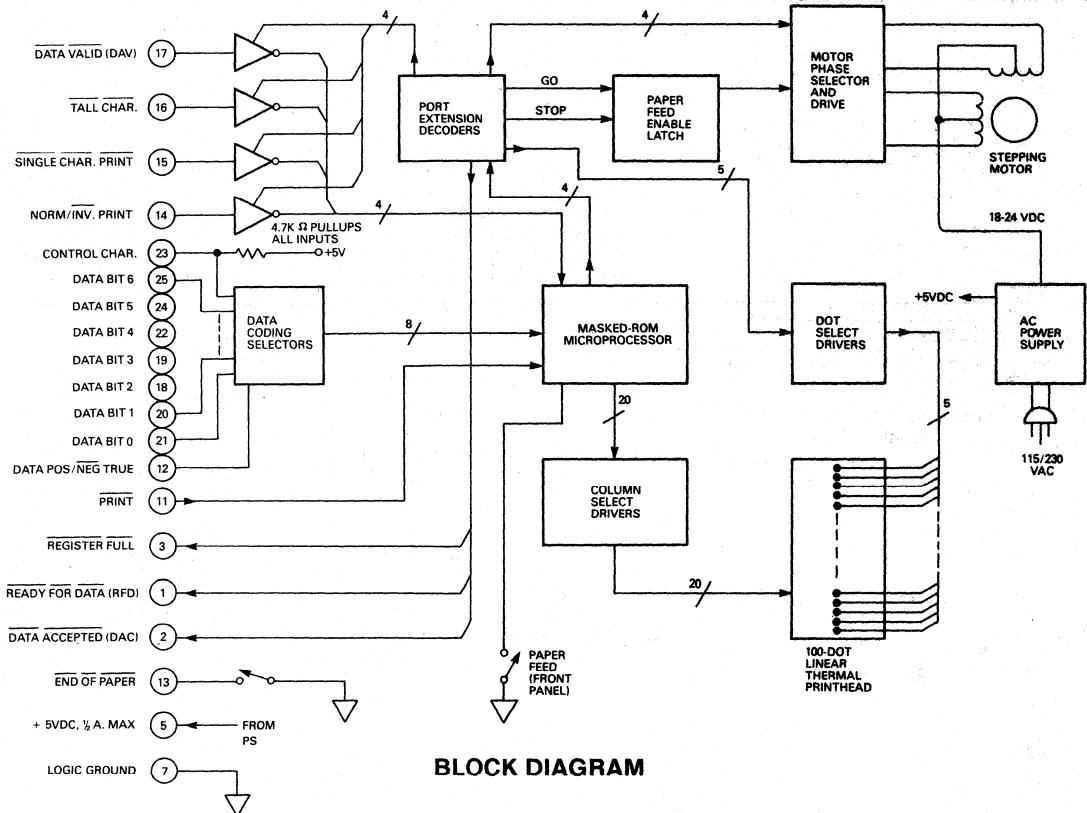 DATA VALID (DAV) 17
TALL CHAR. 16
SINGLE CHAR. PRINT 15
NORM/INV. PRINT 14
CONTROL CHAR. 23
DATA BIT 6 25
DATA BIT 5 24
DATA BIT 4 22
DATA BIT 3 19
DATA BIT 2 18
DATA BIT 1 20
DATA BIT 0 21
DATA POS/NEG TRUE 12
PRINT 11
REGISTER FULL 3
READY FOR DATA (RFD) 1
DATA ACCEPTED (DAC) 2
END OF PAPER 13
+ 5VDC, ½ A. MAX 5
FROM
PS
LOGIC GROUND 7
4
4
4.7K Ω PULLUPS
ALL INPUTS
+5V
DATA
CODING
SELECTORS
8
PORT
EXTENSION
DECODERS
4
GO
STOP
PAPER
FEED
ENABLE
LATCH
5
4
MOTOR
PHASE
SELECTOR
AND
DRIVE
STEPPING
MOTOR
18-24 VDC
MASKED-ROM
MICROPROCESSOR
20
COLUMN
SELECT
DRIVERS
20
DOT
SELECT
DRIVERS
5
+5VDC
AC
POWER
SUPPLY
115/230
VAC
PAPER
FEED
(FRONT
PANEL)
100-DOT
LINEAR
THERMAL
PRINTHEAD
BLOCK DIAGRAM